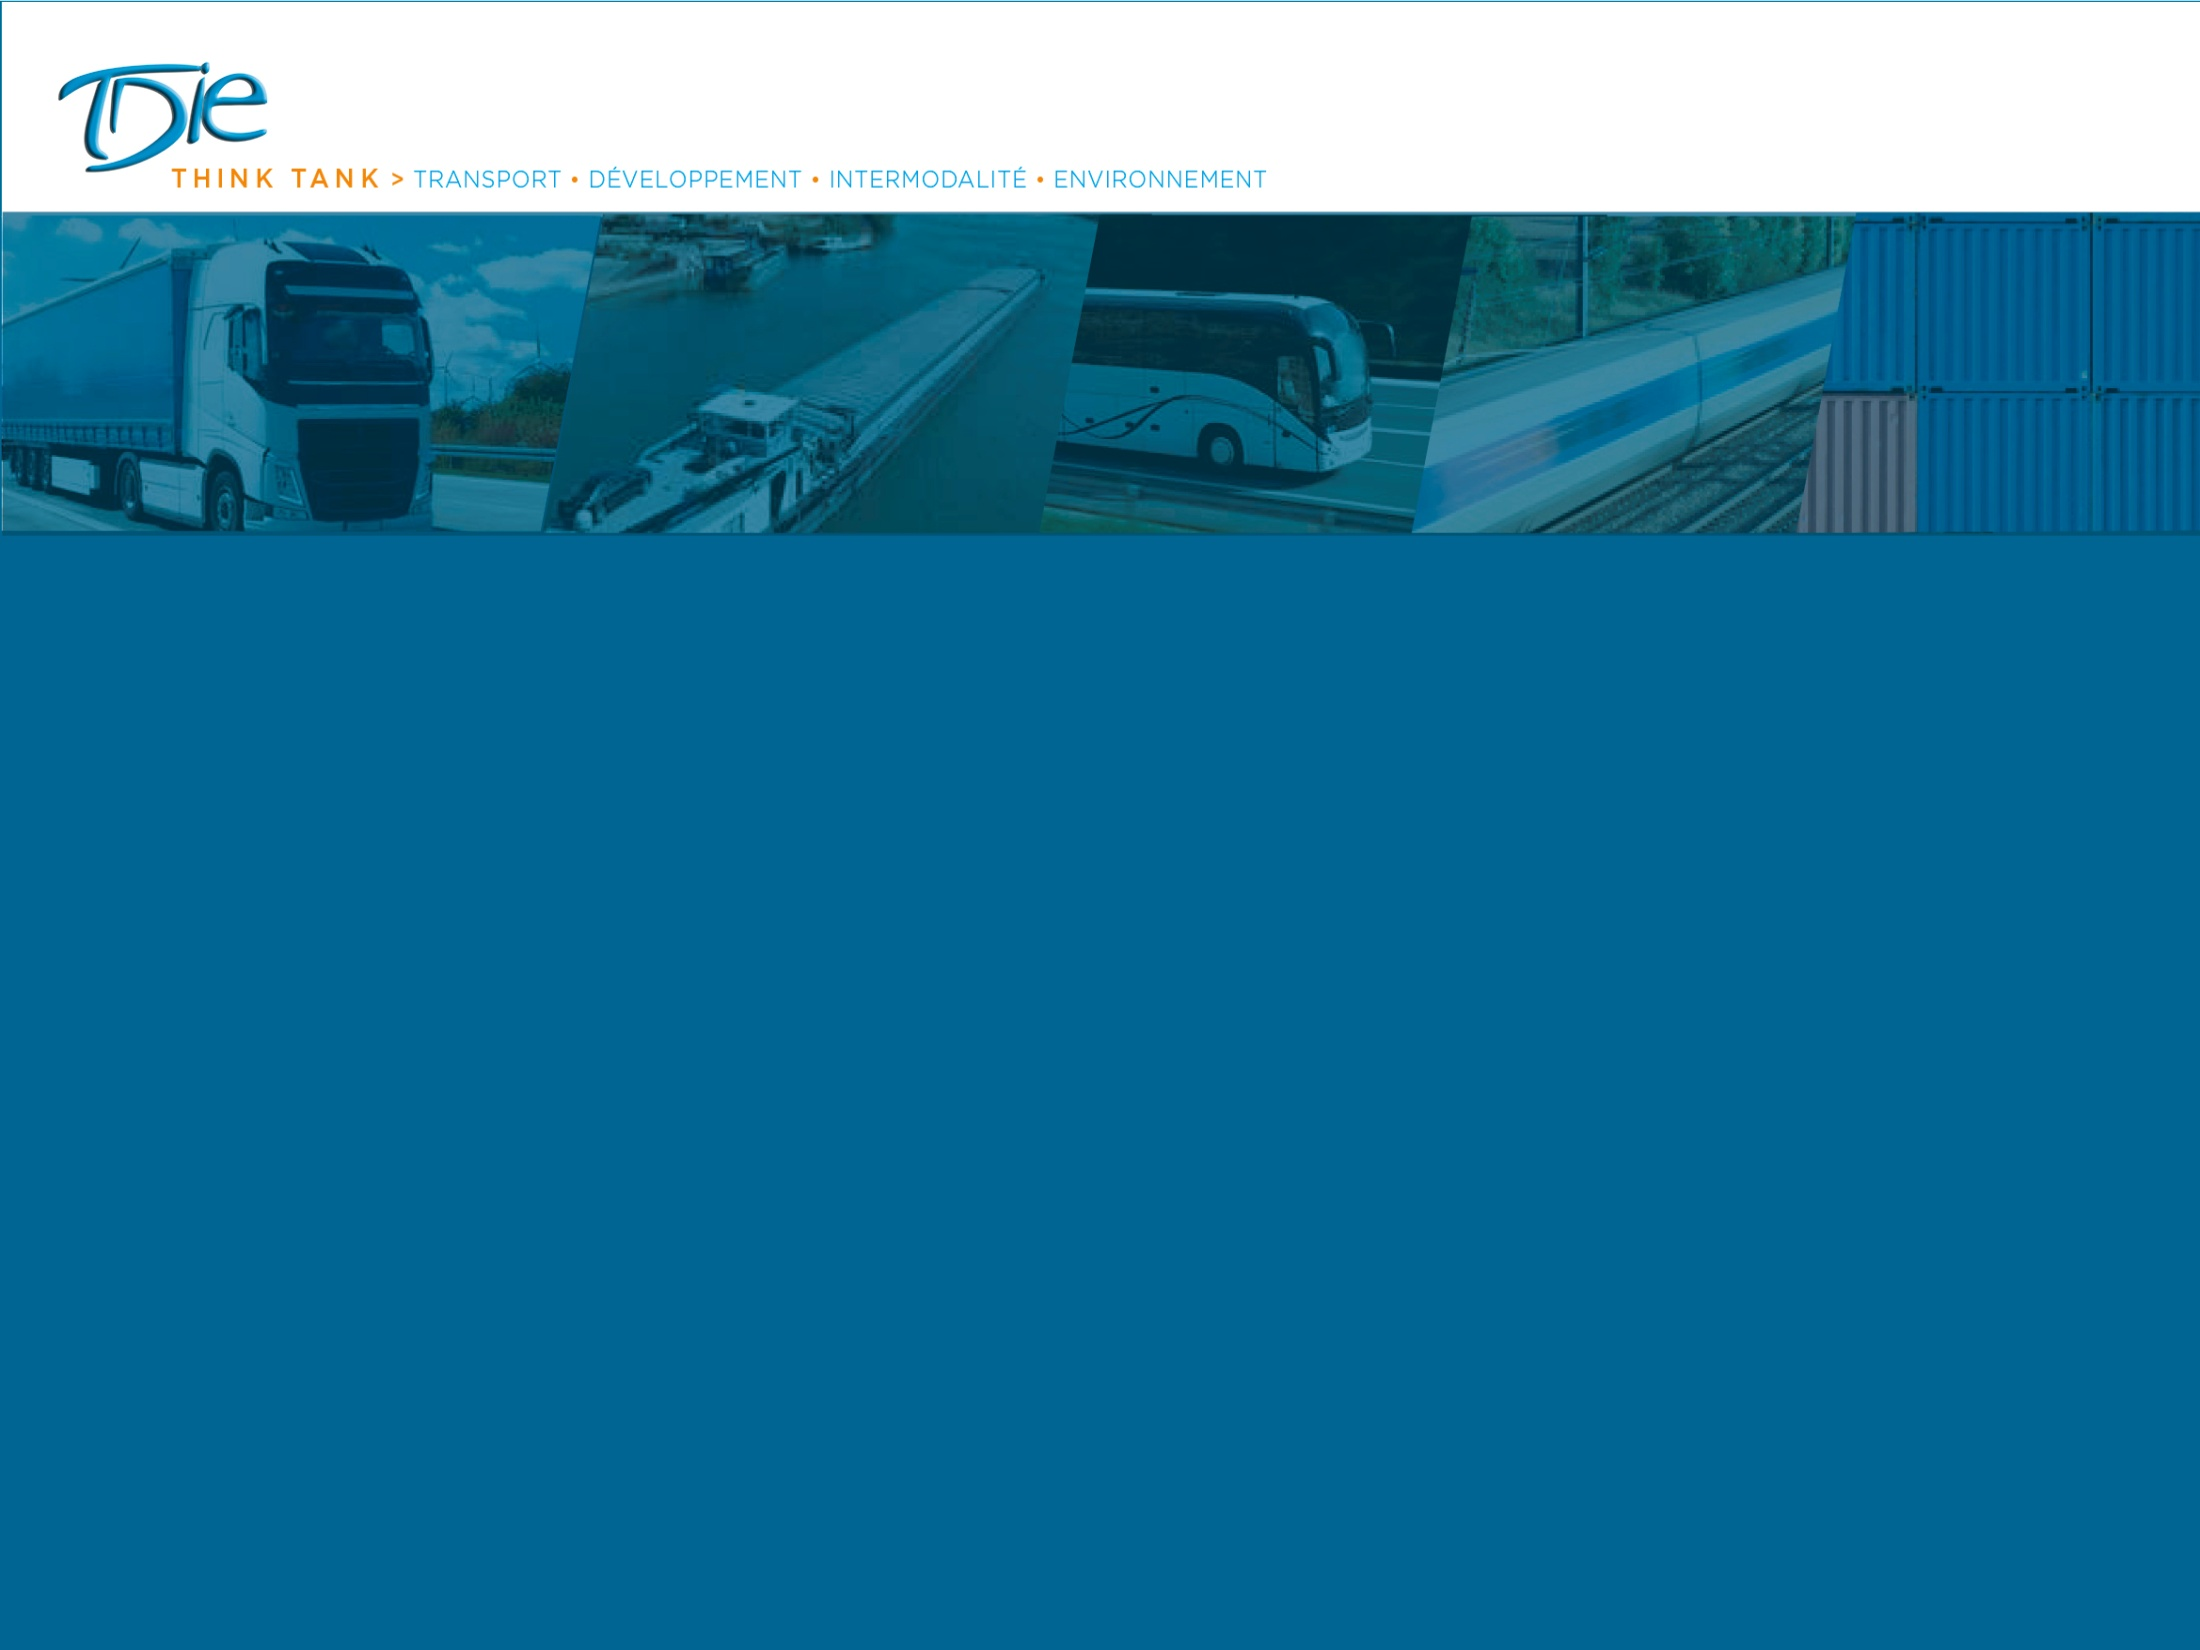 TDie
THINK TANK > TRANSPORT • DÉVELOPPEMENT • INTERMODALITÉ • ENVIRONNEMENT